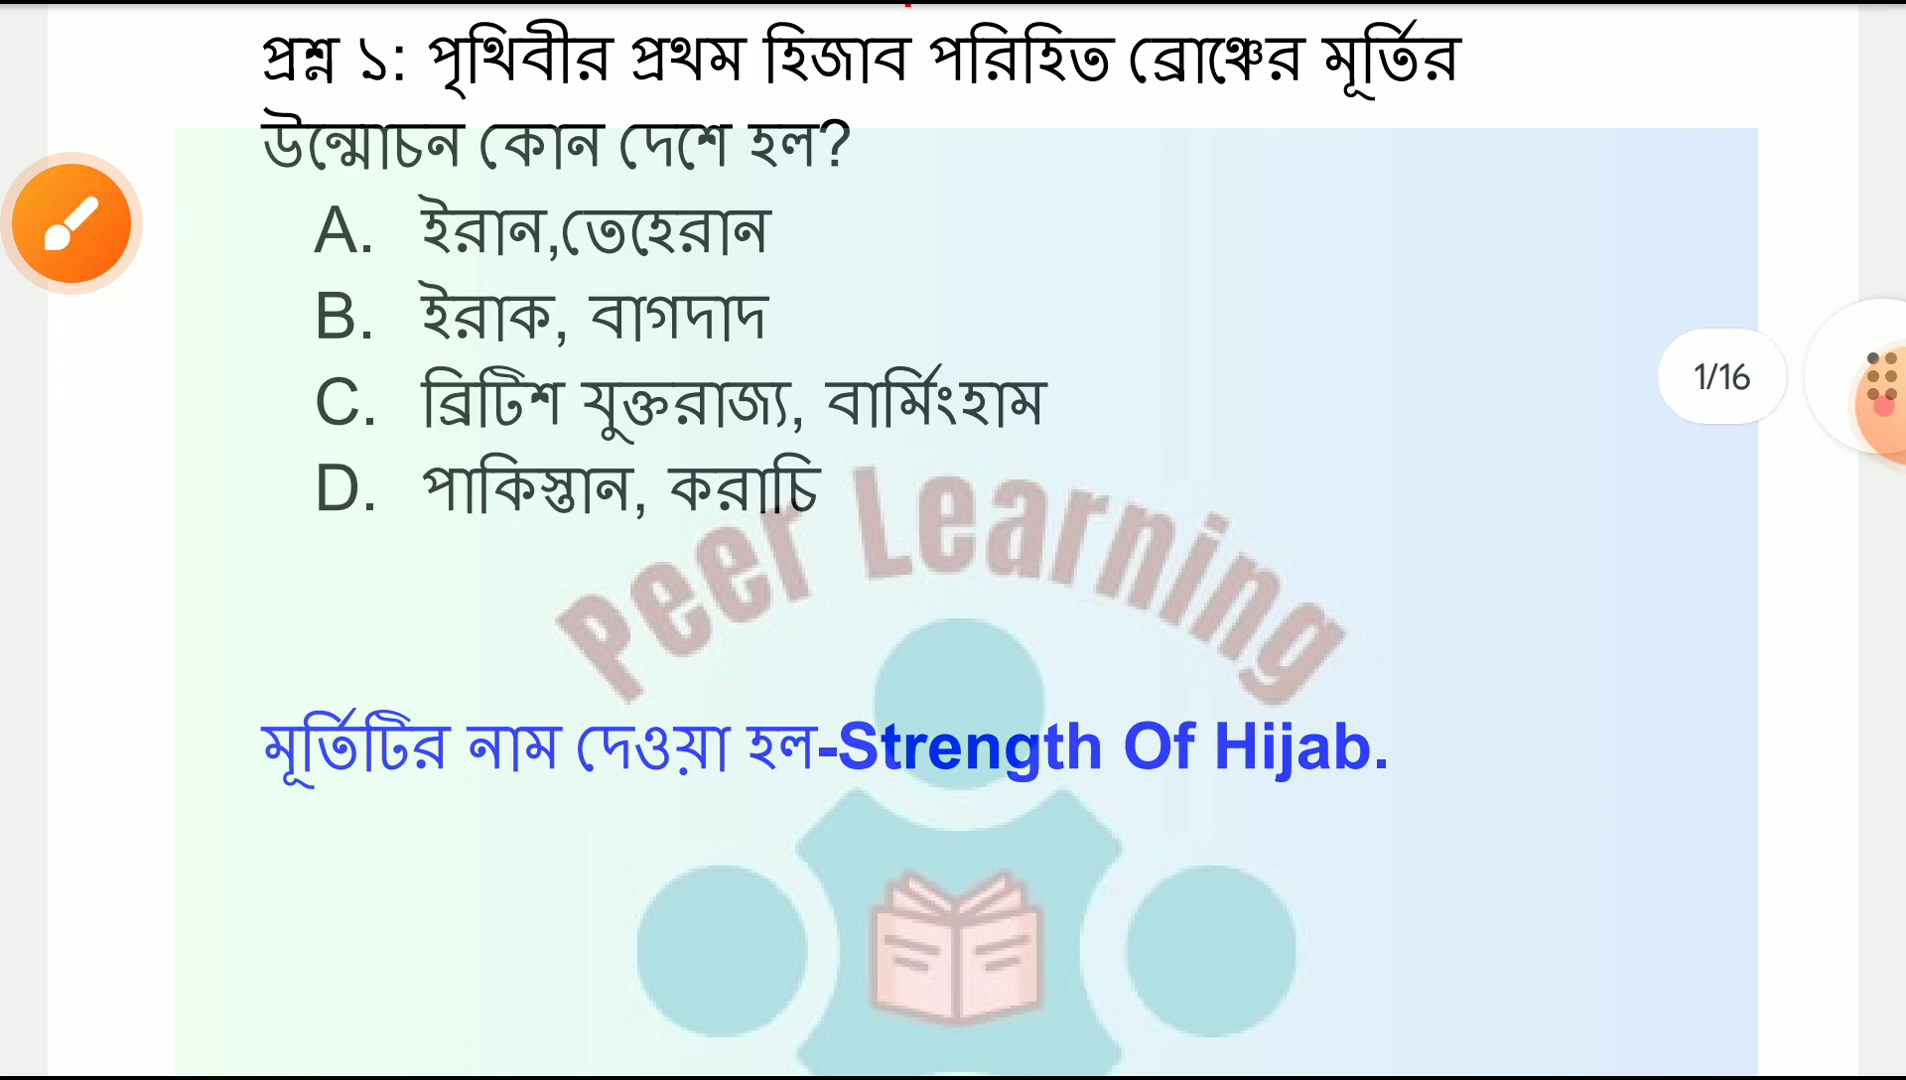 প্রশ্ন ১: পৃথিবীর প্রথম হিজাব পরিহিত ব্রোঞ্চের মূর্তির
উন্মোচন কোন দেশে হল?
A. ইরান,তেহেরান
B. ইরাক, বাগদাদ
1/16
C. ব্রিটিশ যুক্তরাজ্য, বার্মিংহাম
D. পাকিস্তান, করাচি
Peer Learning
মূর্তিটির নাম দেওয়া হল-Strength Of Hijab.